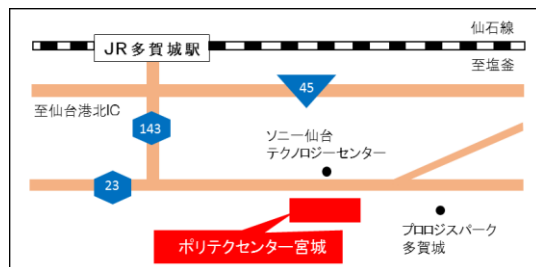 仙石線
JR多賀城駅
至塩釜
45
至仙台港北IC
143
ソニー仙台
テクノロジーセンター
23
ポリテクセンター宮城
プロロジスパーク
多賀城